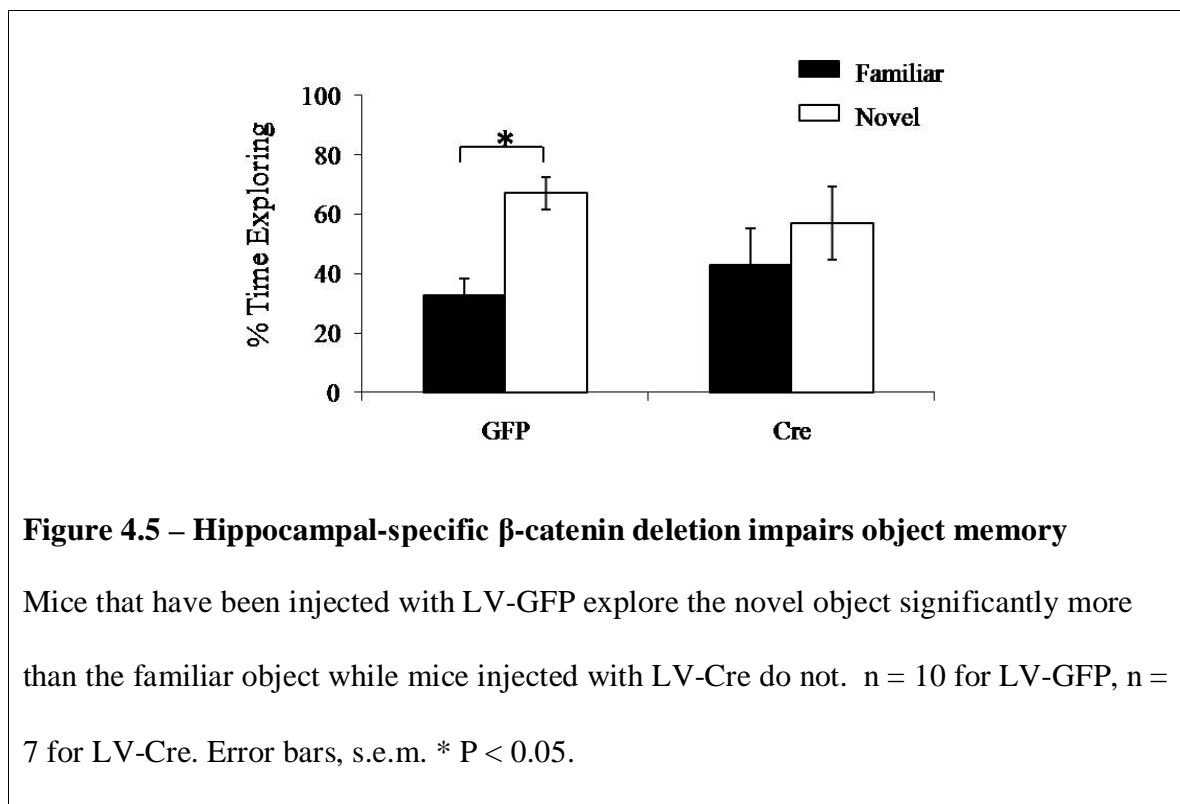 Familiar
Novel
100
80
60
40
20
0
% Time Exploring
*
GFP
Cre
Figure 4.5 – Hippocampal-specific β-catenin deletion impairs object memory
Mice that have been injected with LV-GFP explore the novel object significantly more
than the familiar object while mice injected with LV-Cre do not.  n = 10 for LV-GFP, n =
7 for LV-Cre. Error bars, s.e.m. * P < 0.05.